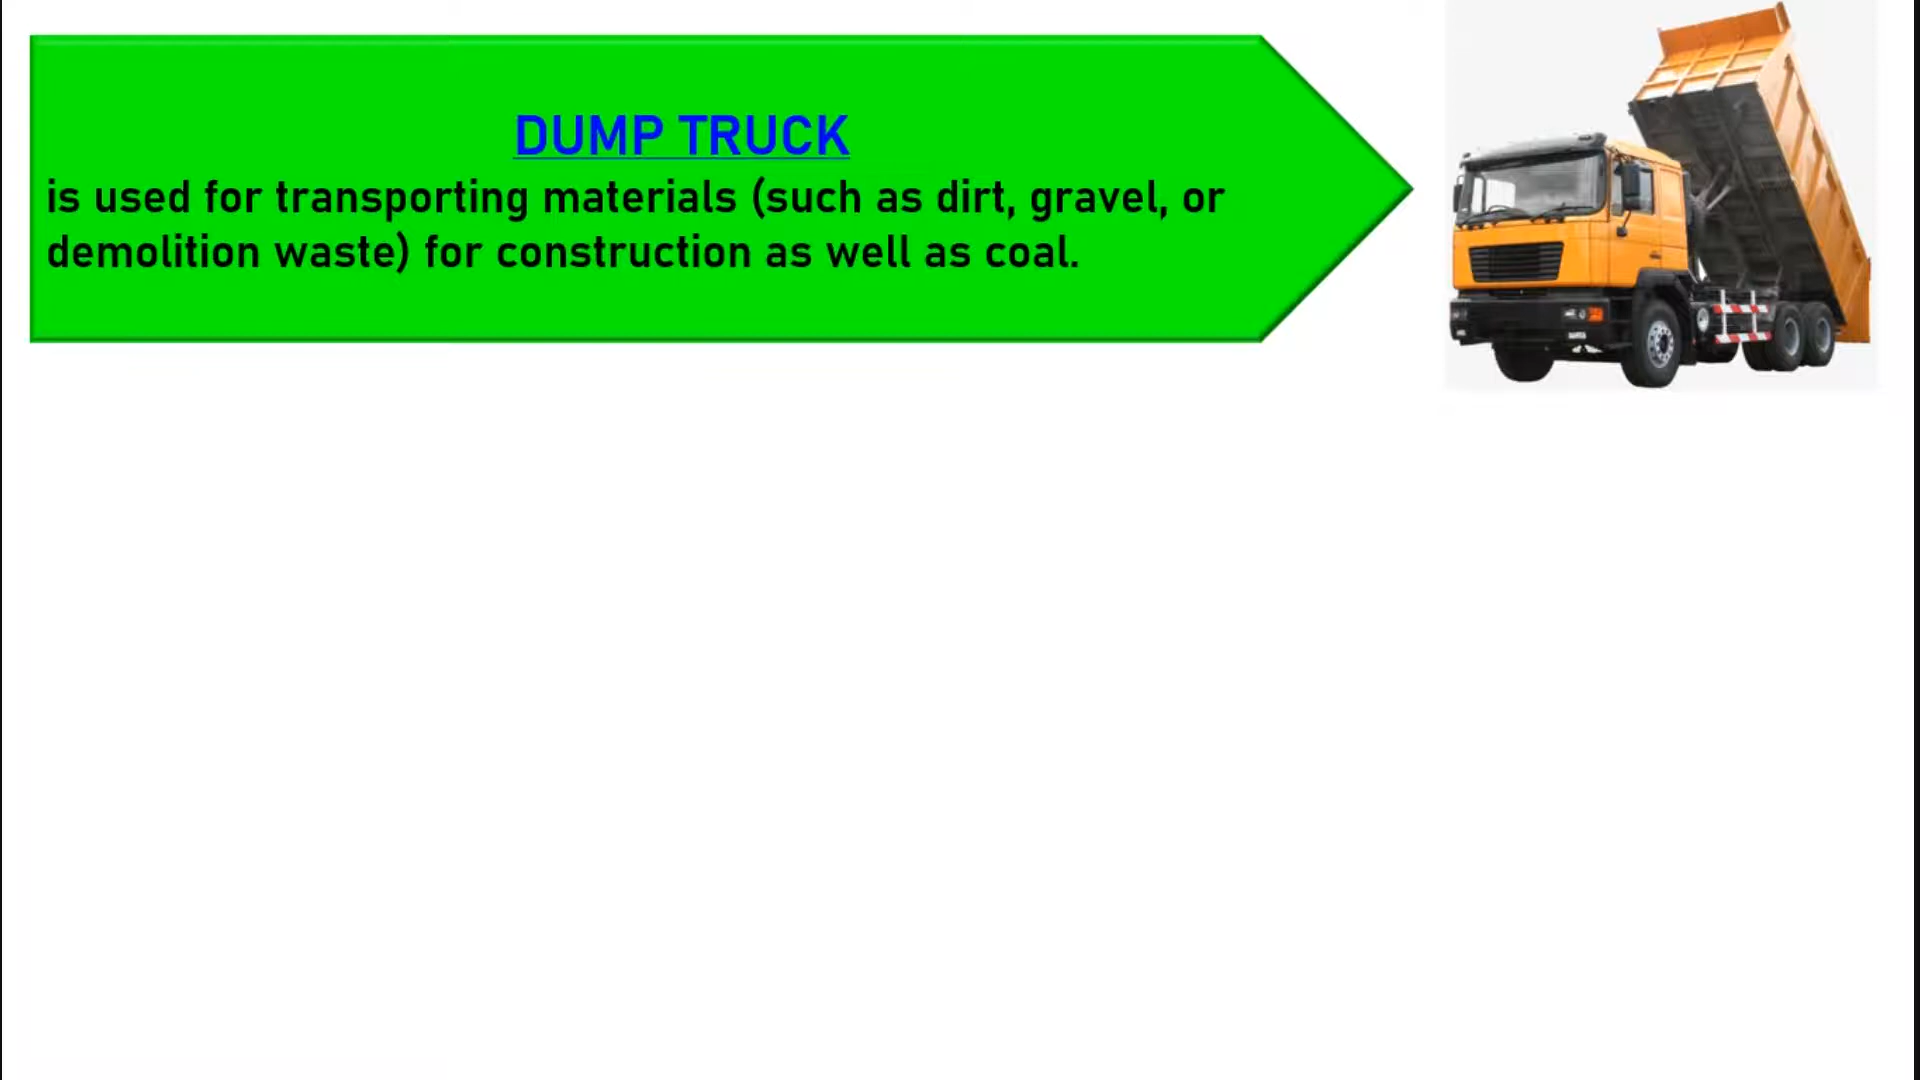 DUMP TRUCK
is used for transporting materials (such as dirt, gravel, or
demolition waste) for construction as well as coal.